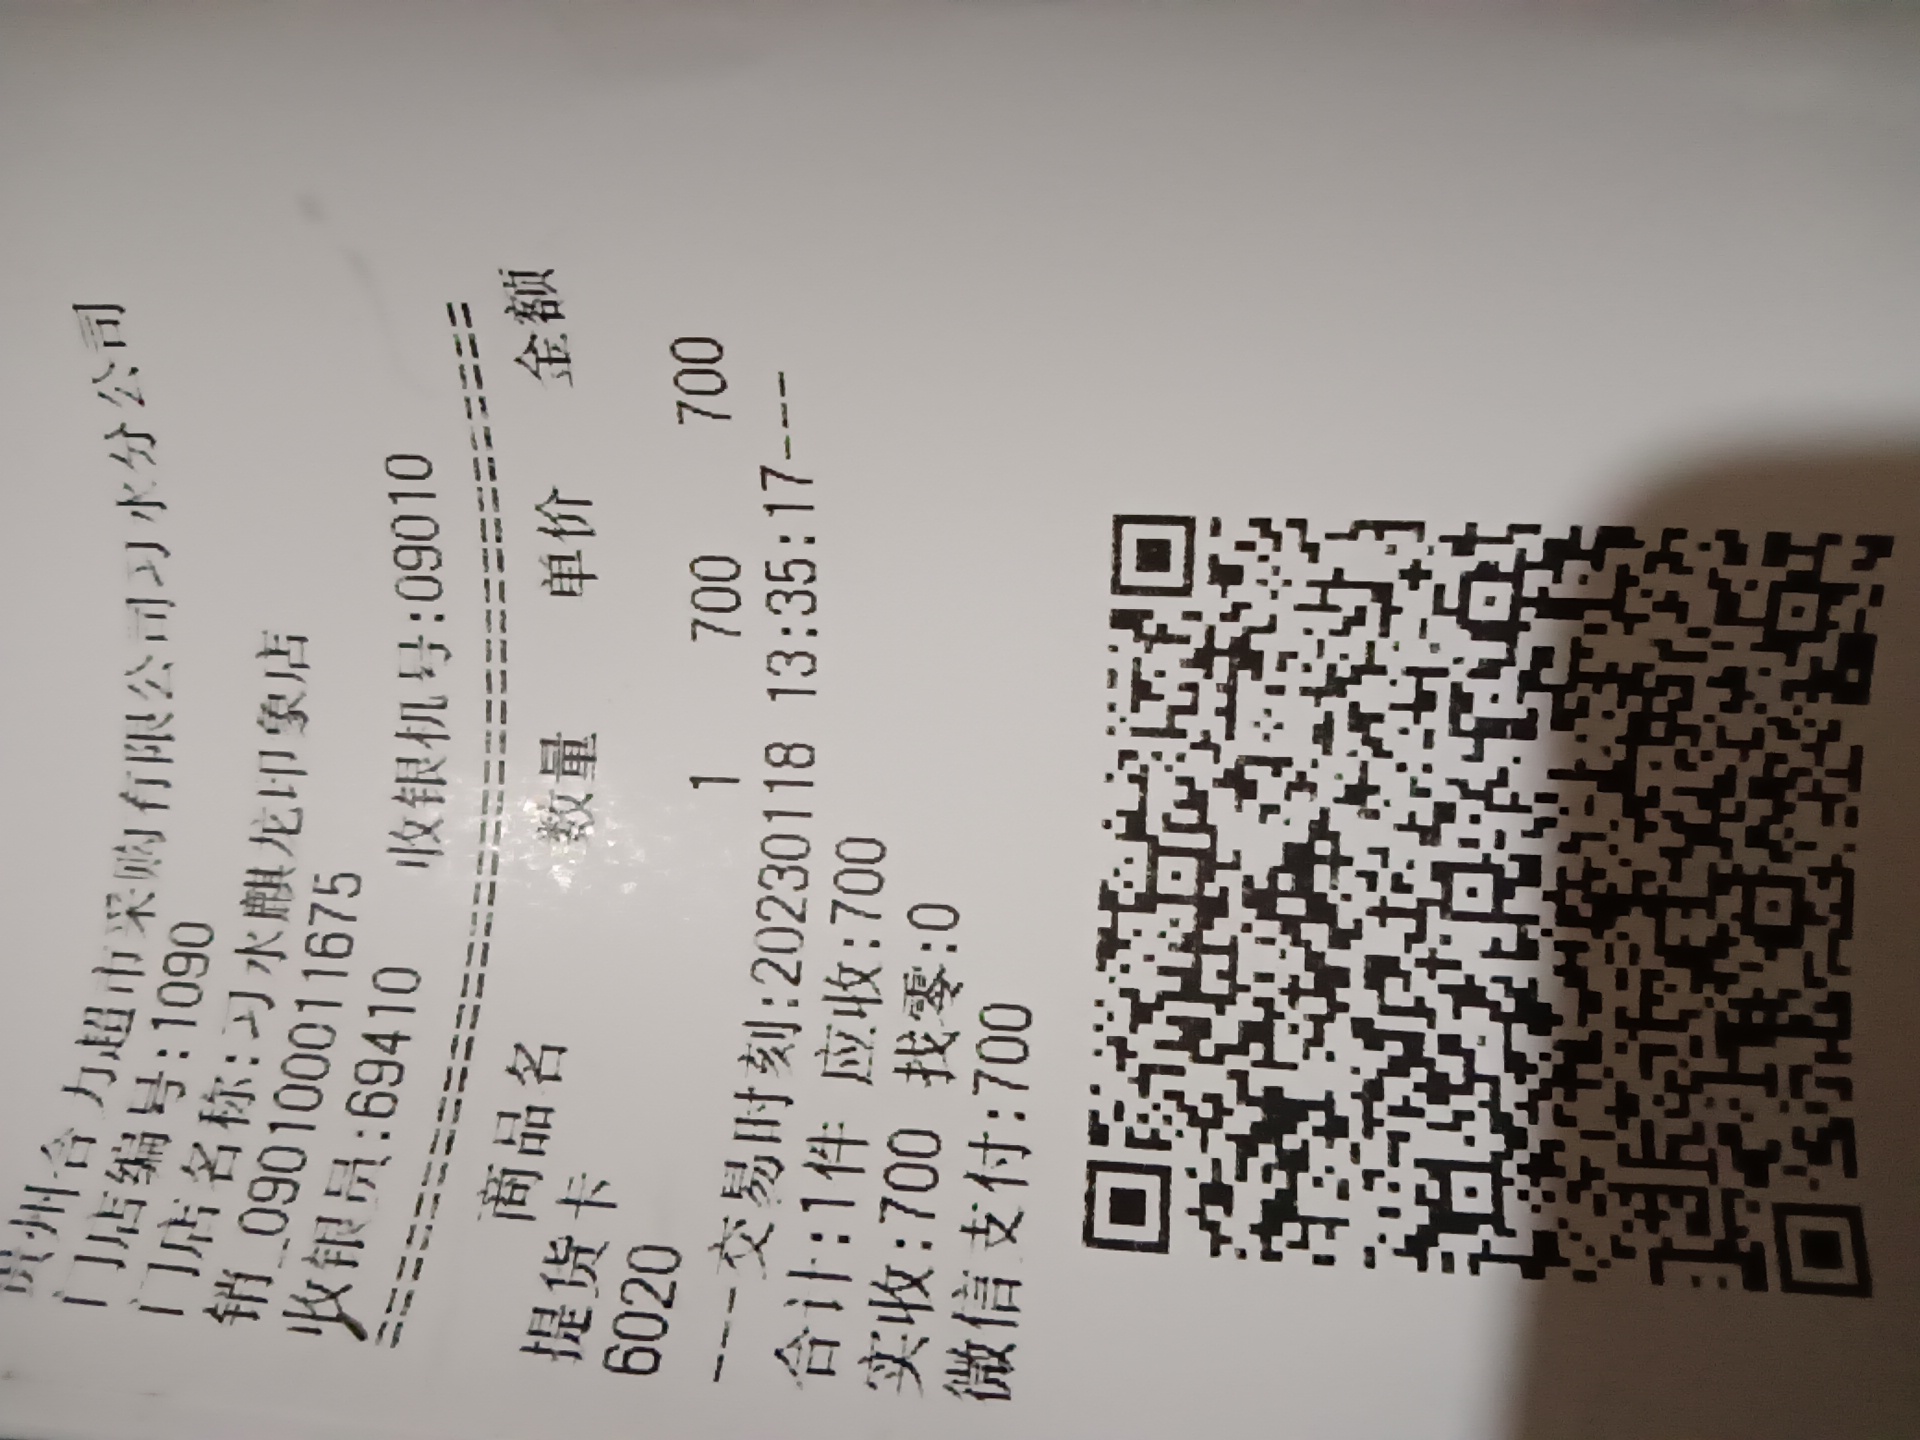 贵州合力超市采购有限公司习水分公司
门店编号:1090
门店名称:习水麒龙印象店
销_090100011675
收银员:69410 收银机号:09010
================================
商品名 数量 单价 金额
提货卡
6020 1 700 700
----交易时刻:20230118 13:35:17----
合计:1件 应收:700
实收:700 找零:0
微信支付:700